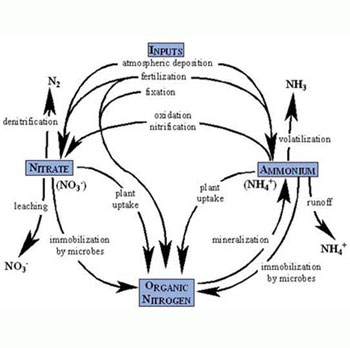 INPUTS
atmospheric deposition
fertilization
fixation
N₂
NH₃
oxidation
nitrification
denitrification
volatilization
NITRATE
(NO₃⁻)
AMMONIUM
(NH₄⁺)
plant
uptake
plant
uptake
leaching
runoff
immobilization
by microbes
mineralization
immobilization
by microbes
NO₃⁻
NH₄⁺
ORGANIC
NITROGEN